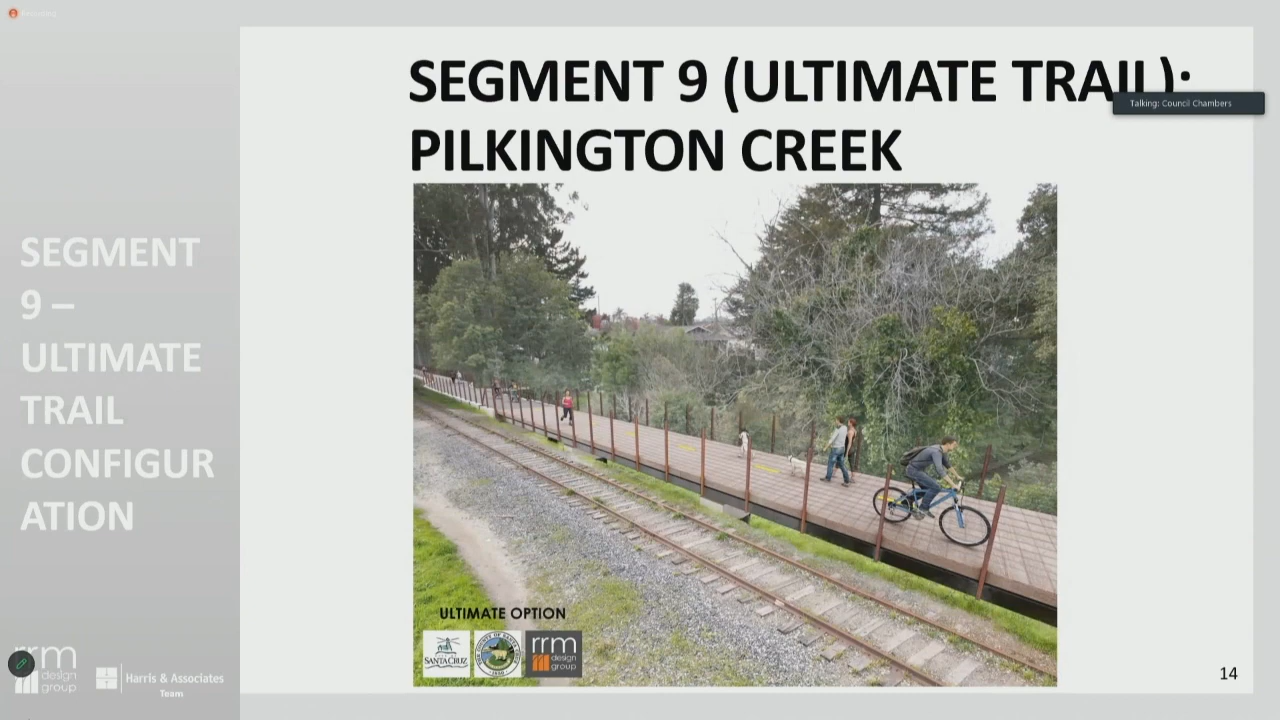 Recording
SEGMENT 9 (ULTIMATE TRAIL):
Talking: Council Chambers
PILKINGTON CREEK
SEGMENT
9 –
ULTIMATE
TRAIL
CONFIGUR
ATION
ULTIMATE OPTION
SANTA CRUZ
rrm
design
group
rrm
design
group
Harris & Associates
Team
14